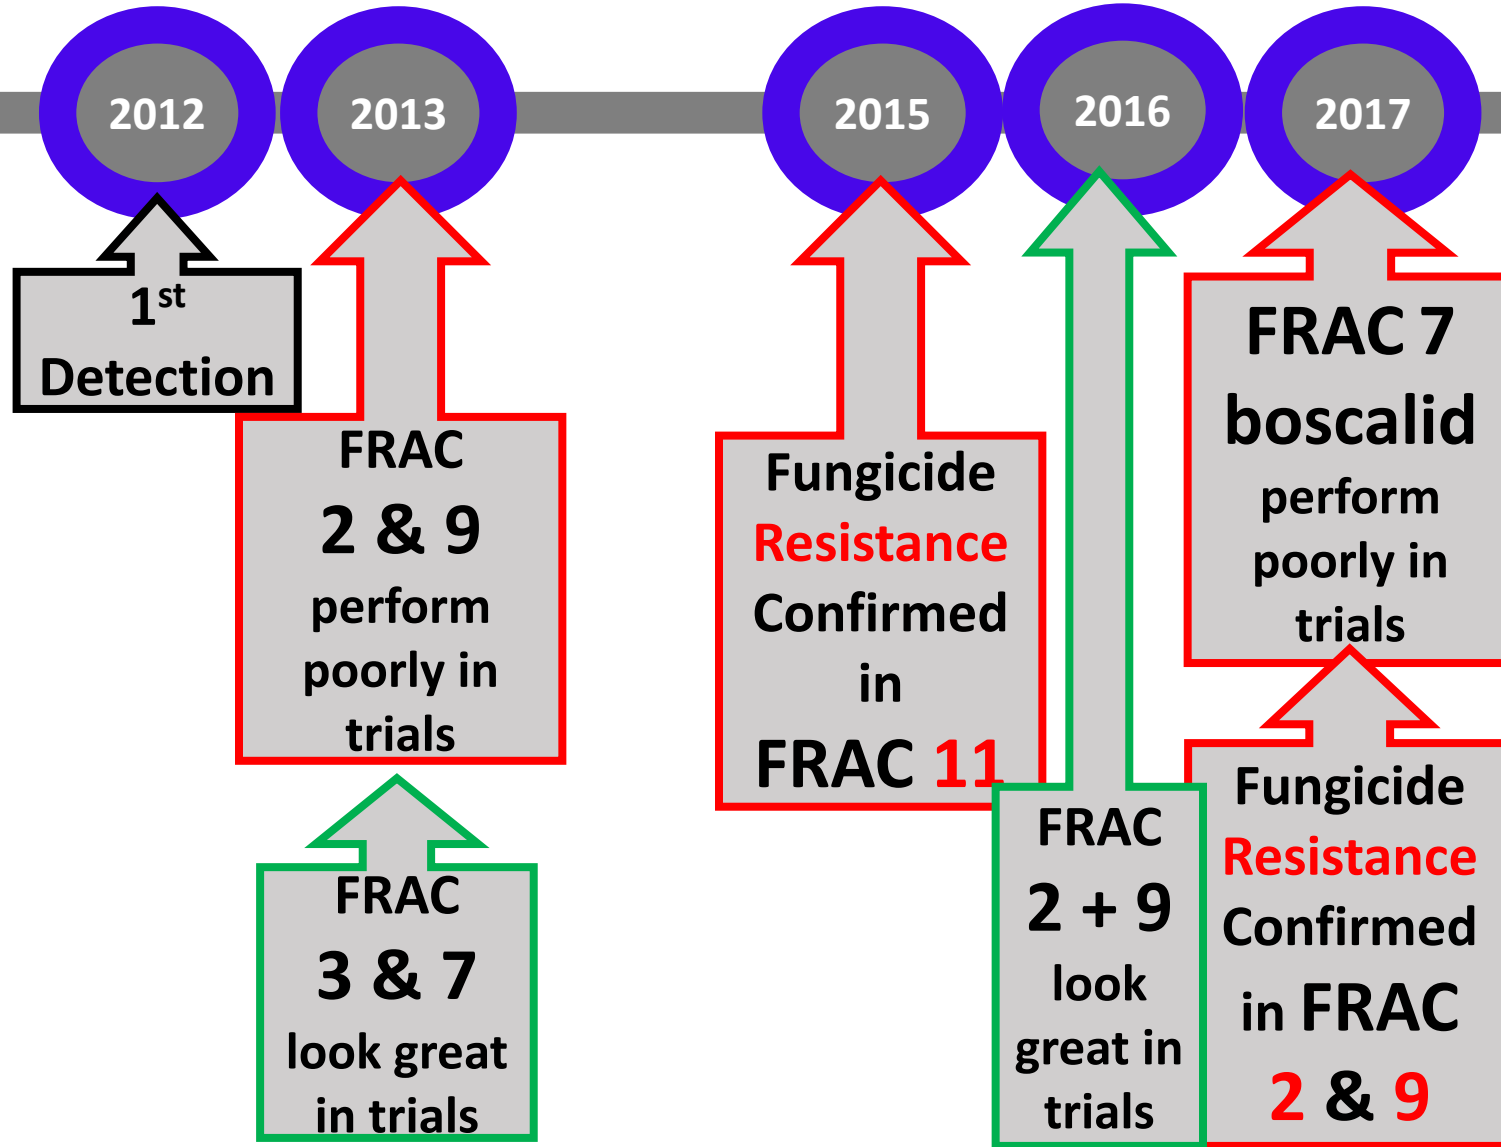 2012
2013
2015
2016
2017
1st
Detection
FRAC
2 & 9
perform
poorly in
trials
FRAC
3 & 7
look great
in trials
Fungicide
Resistance
Confirmed
in
FRAC 11
FRAC
2 + 9
look
great in
trials
FRAC 7
boscalid
perform
poorly in
trials
Fungicide
Resistance
Confirmed
in FRAC
2 & 9